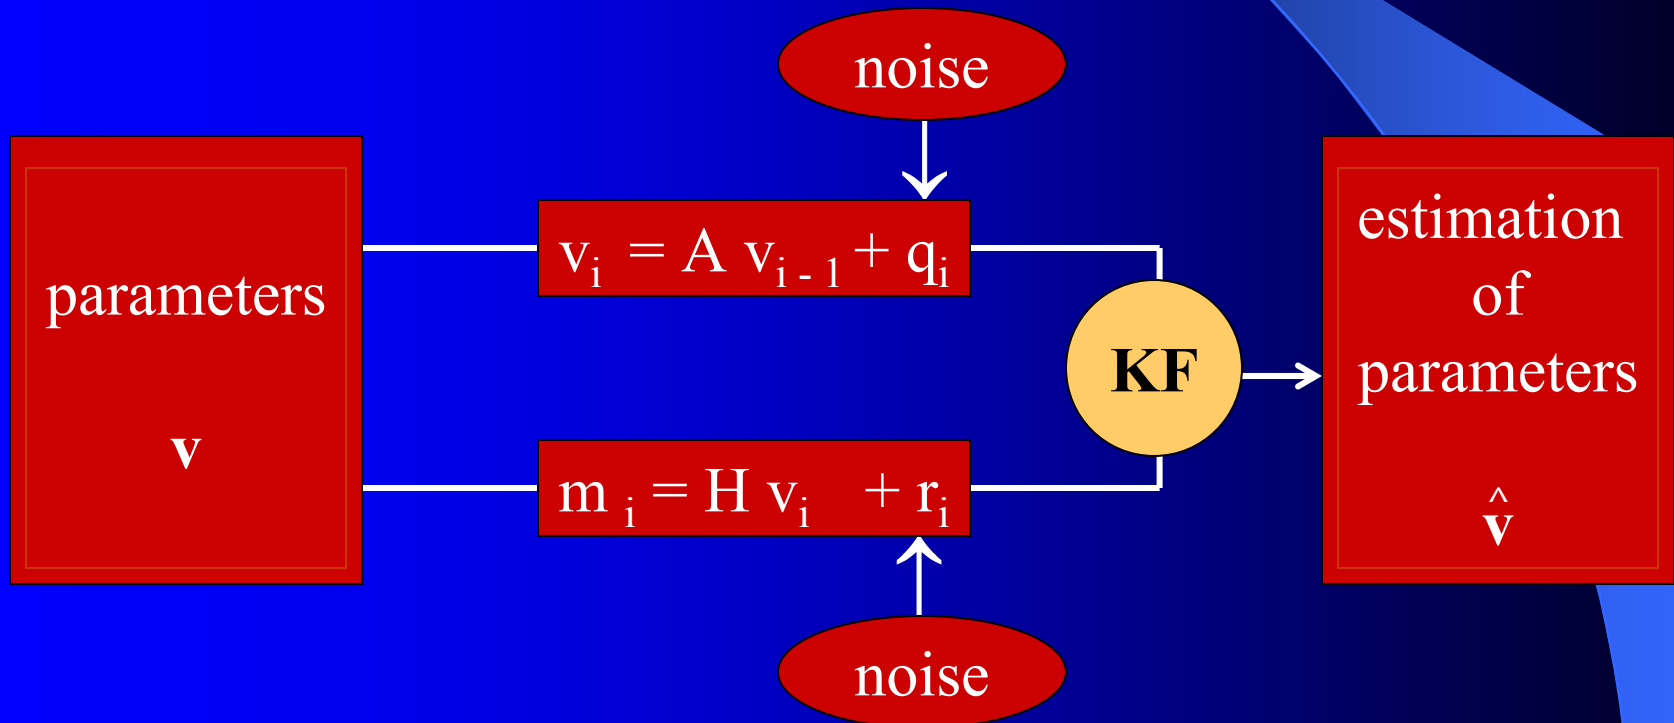 noise
parameters
v
v_i = A v_{i - 1} + q_i
m_i = H v_i + r_i
noise
KF
estimation
of
parameters
v̂